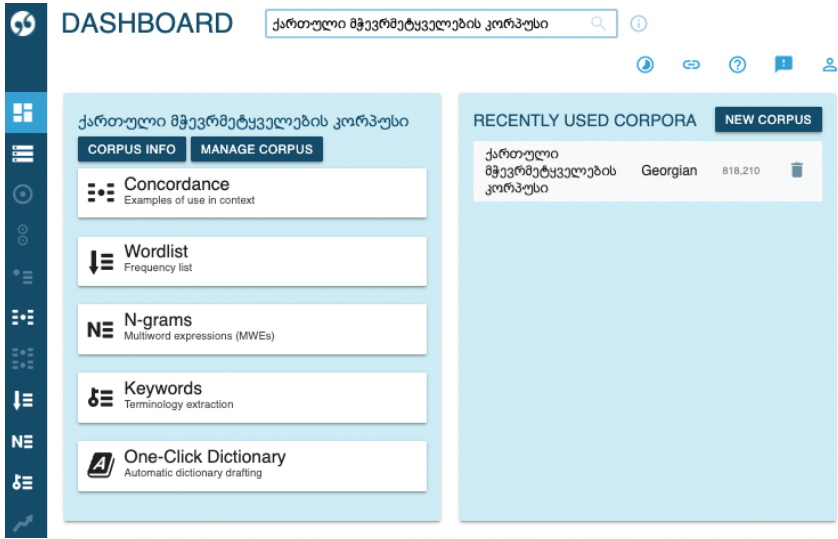 DASHBOARD
ქართული მჭევრმეტყველების კორპუსი
ქართული მჭევრმეტყველების კორპუსი
CORPUS INFO
MANAGE CORPUS
Concordance
Examples of use in context
Wordlist
Frequency list
N-grams
Multiword expressions (MWEs)
Keywords
Terminology extraction
One-Click Dictionary
Automatic dictionary drafting
RECENTLY USED CORPORA
NEW CORPUS
ქართული
მჭევრმეტყველების
კორპუსი
Georgian
818,210